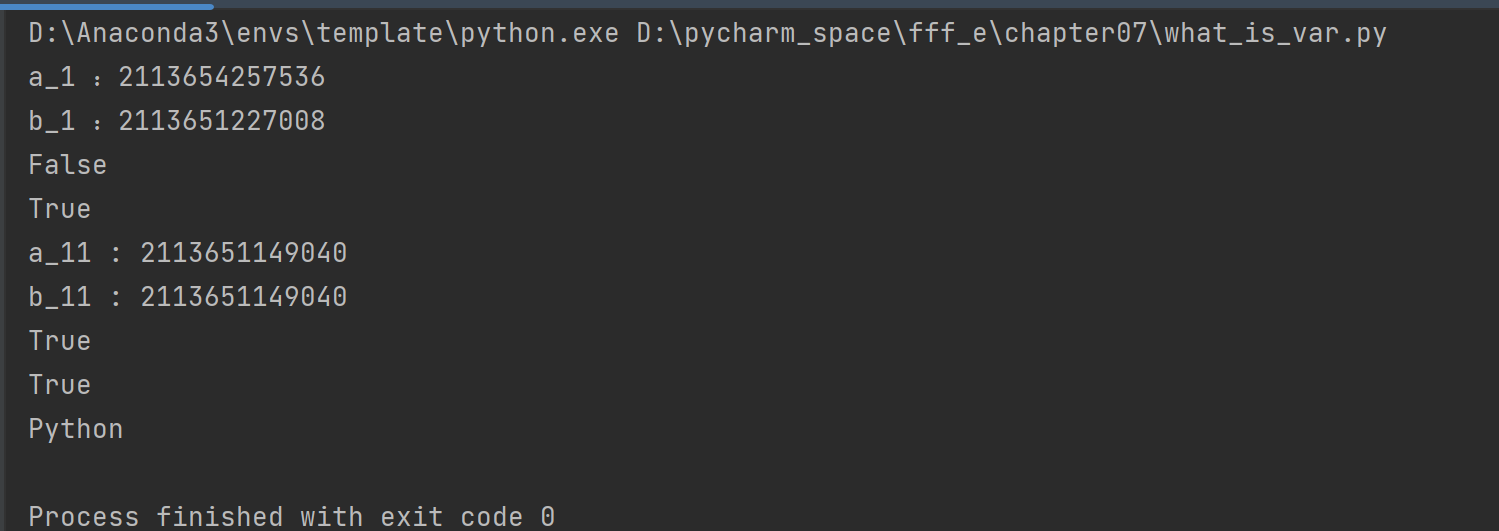 D:\Anaconda3\envs\template\python.exe D:\pycharm_space\fff_e\chapter07\what_is_var.py
a_1 ：2113654257536
b_1 ：2113651227008
False
True
a_11 : 2113651149040
b_11 : 2113651149040
True
True
Python
Process finished with exit code 0